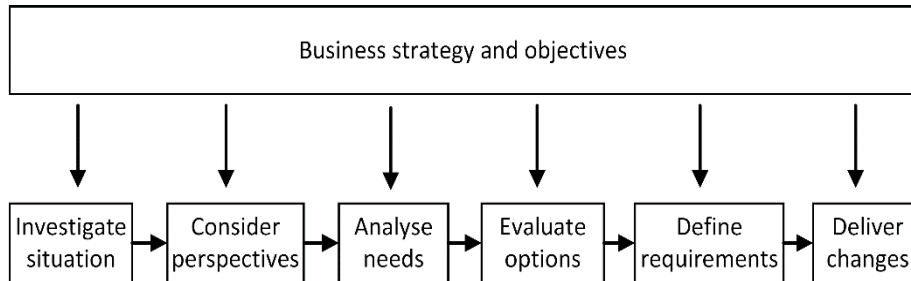 Business strategy and objectives
Investigate
situation
Consider
perspectives
Analyse
needs
Evaluate
options
Define
requirements
Deliver
changes